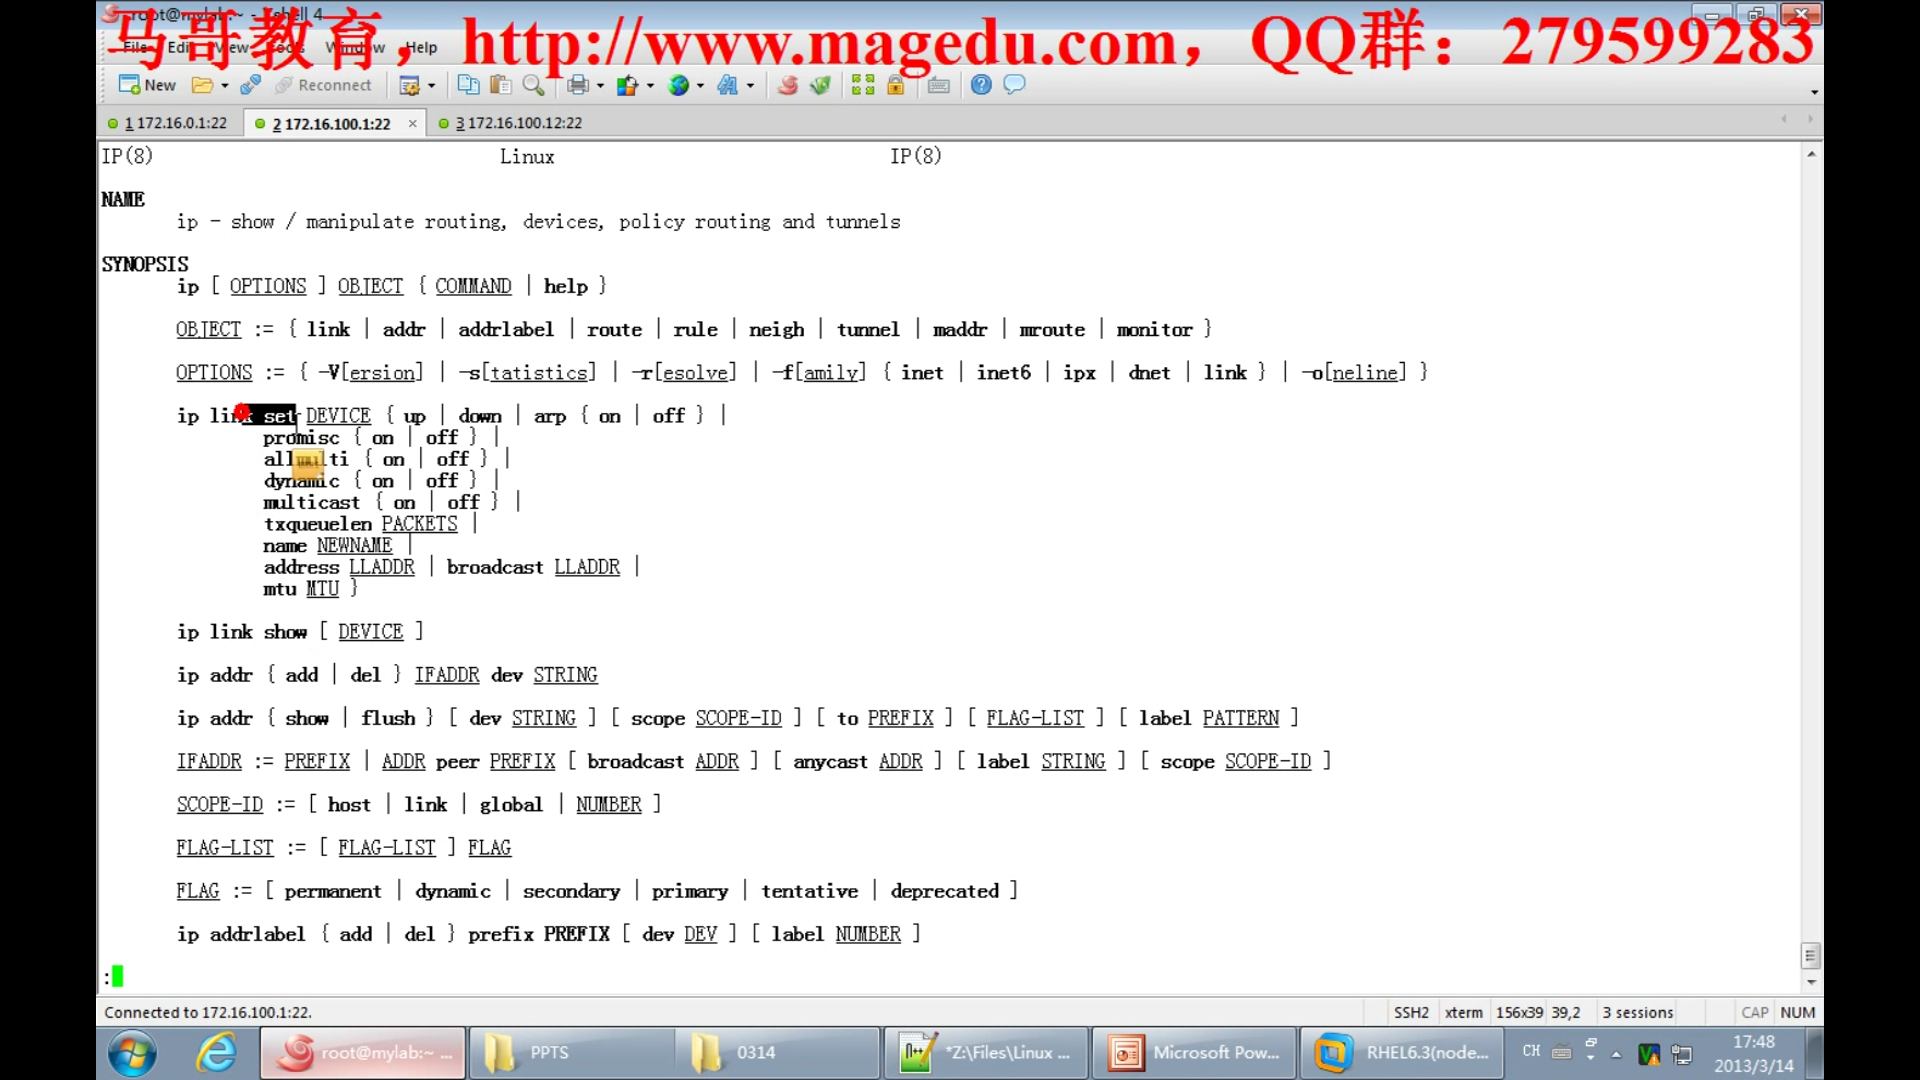 root@mylab:~ - Xshell 4
马哥教育，http://www.magedu.com，QQ群：279599283
File Edit View Tools Window Help
New Reconnect
1 172.16.0.1:22 2 172.16.100.1:22 × 3 172.16.100.12:22
IP(8) Linux IP(8)
NAME
ip - show / manipulate routing, devices, policy routing and tunnels
SYNOPSIS
ip [ OPTIONS ] OBJECT { COMMAND | help }
OBJECT := { link | addr | addrlabel | route | rule | neigh | tunnel | maddr | mroute | monitor }
OPTIONS := { -V[ersion] | -s[tatistics] | -r[esolve] | -f[amily] { inet | inet6 | ipx | dnet | link } | -o[neline] }
ip link set DEVICE { up | down | arp { on | off } |
promisc { on | off } |
allmulti { on | off } |
dynamic { on | off } |
multicast { on | off } |
txqueuelen PACKETS |
name NEWNAME |
address LLADDR | broadcast LLADDR |
mtu MTU }
ip link show [ DEVICE ]
ip addr { add | del } IFADDR dev STRING
ip addr { show | flush } [ dev STRING ] [ scope SCOPE-ID ] [ to PREFIX ] [ FLAG-LIST ] [ label PATTERN ]
IFADDR := PREFIX | ADDR peer PREFIX [ broadcast ADDR ] [ anycast ADDR ] [ label STRING ] [ scope SCOPE-ID ]
SCOPE-ID := [ host | link | global | NUMBER ]
FLAG-LIST := [ FLAG-LIST ] FLAG
FLAG := [ permanent | dynamic | secondary | primary | tentative | deprecated ]
ip addrlabel { add | del } prefix PREFIX [ dev DEV ] [ label NUMBER ]
:
Connected to 172.16.100.1:22. SSH2 xterm 156x39 39,2 3 sessions CAP NUM
root@mylab:~ ... PPTS 0314 *Z:\Files\Linux ... Microsoft Pow... RHEL6.3(node... CH 17:48
2013/3/14